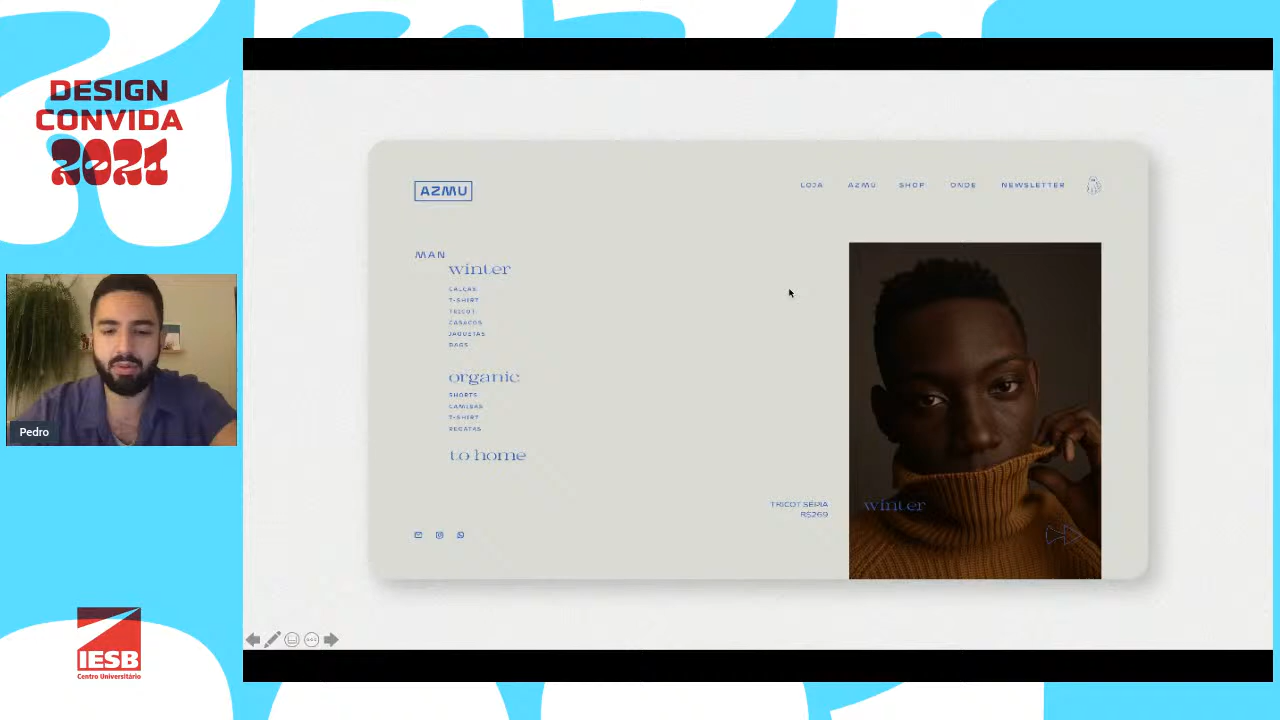 DESIGN
CONVIDA
2021
Pedro
IESB
Centro Universitário
AZMU
LOJA AZMU SHOP ONDE NEWSLETTER
MAN
winter
CALÇAS
T-SHIRT
TRICOT
CASACOS
JAQUETAS
BAGS
organic
SHORTS
CAMISAS
T-SHIRT
REGATAS
to home
TRICOT SÉPIA
R$269
winter